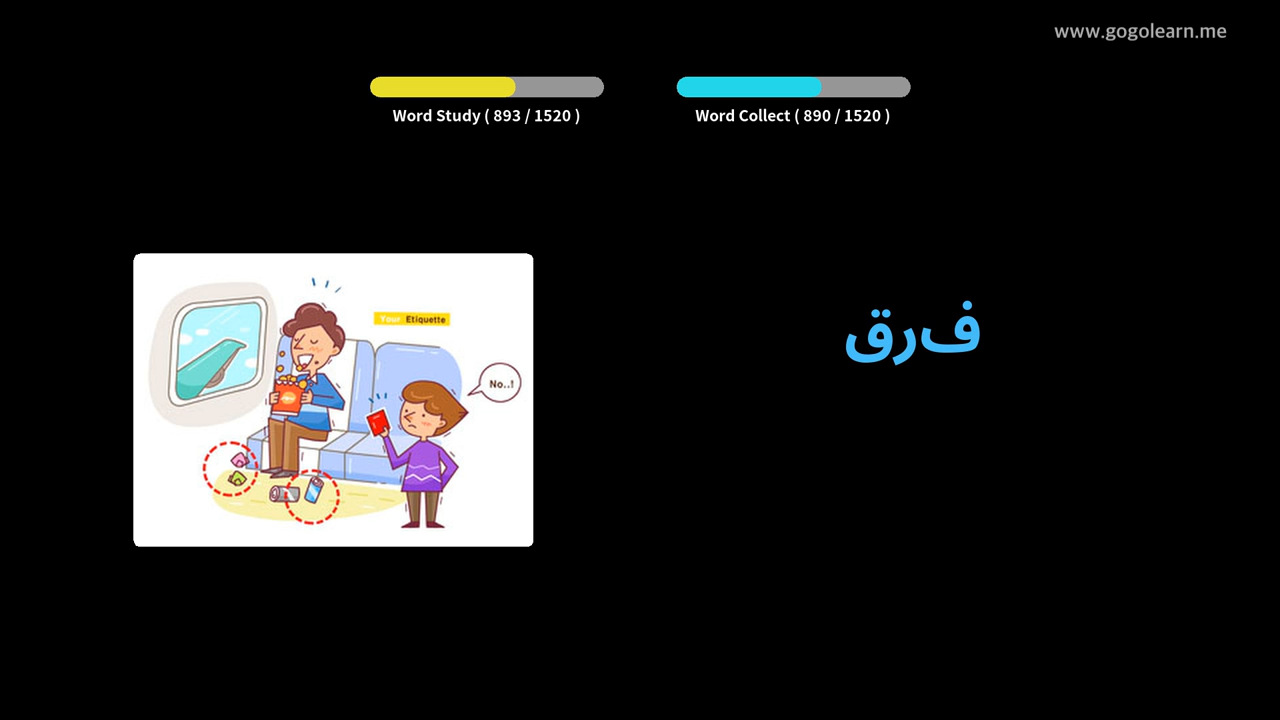 www.gogolearn.me
Word Study ( 893 / 1520 )
Word Collect ( 890 / 1520 )
Your Etiquette
No..!
فرق